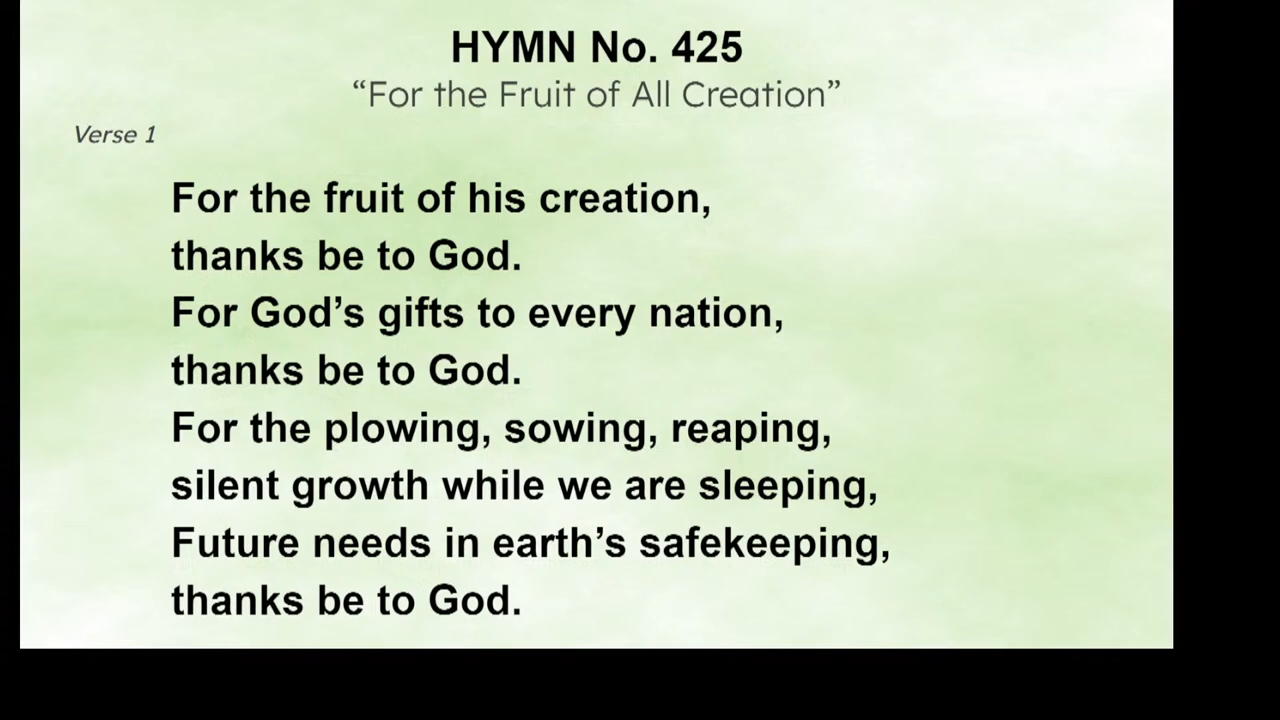 HYMN No. 425
“For the Fruit of All Creation”
Verse 1
For the fruit of his creation,
thanks be to God.
For God’s gifts to every nation,
thanks be to God.
For the plowing, sowing, reaping,
silent growth while we are sleeping,
Future needs in earth’s safekeeping,
thanks be to God.